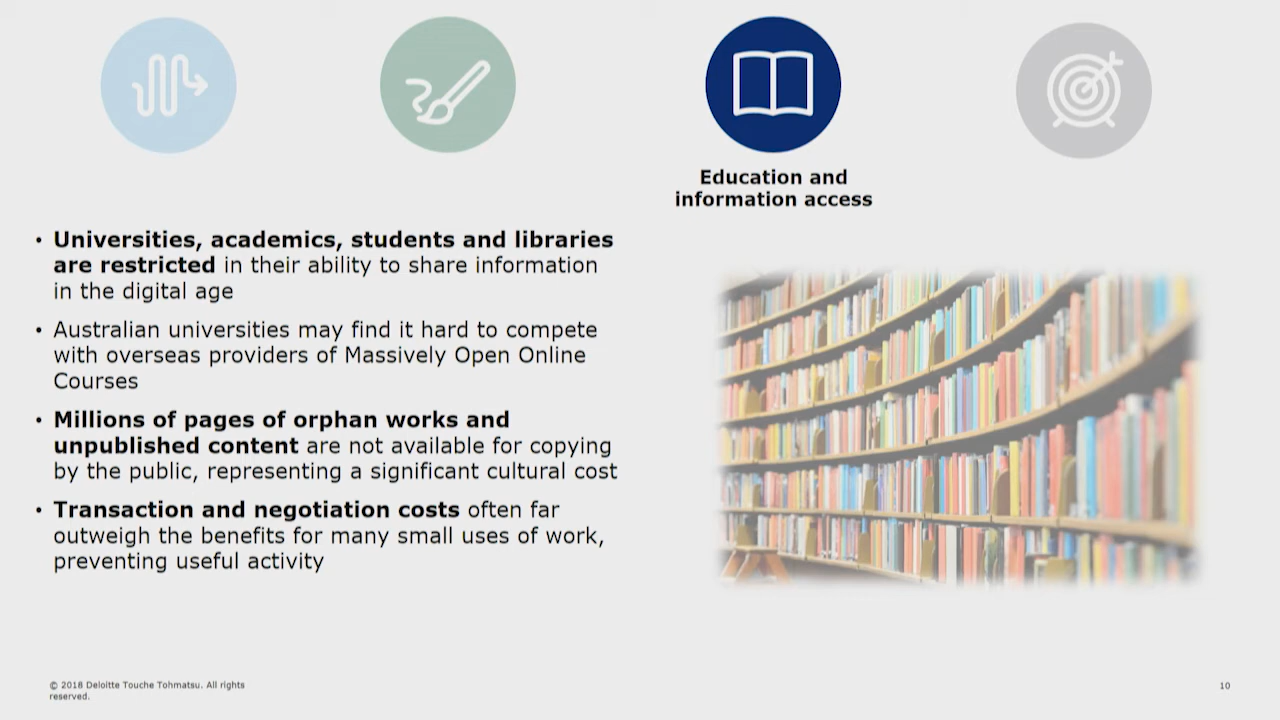 Education and
information access
• Universities, academics, students and libraries
are restricted in their ability to share information
in the digital age
• Australian universities may find it hard to compete
with overseas providers of Massively Open Online
Courses
• Millions of pages of orphan works and
unpublished content are not available for copying
by the public, representing a significant cultural cost
• Transaction and negotiation costs often far
outweigh the benefits for many small uses of work,
preventing useful activity
© 2018 Deloitte Touche Tohmatsu. All rights
reserved.
10